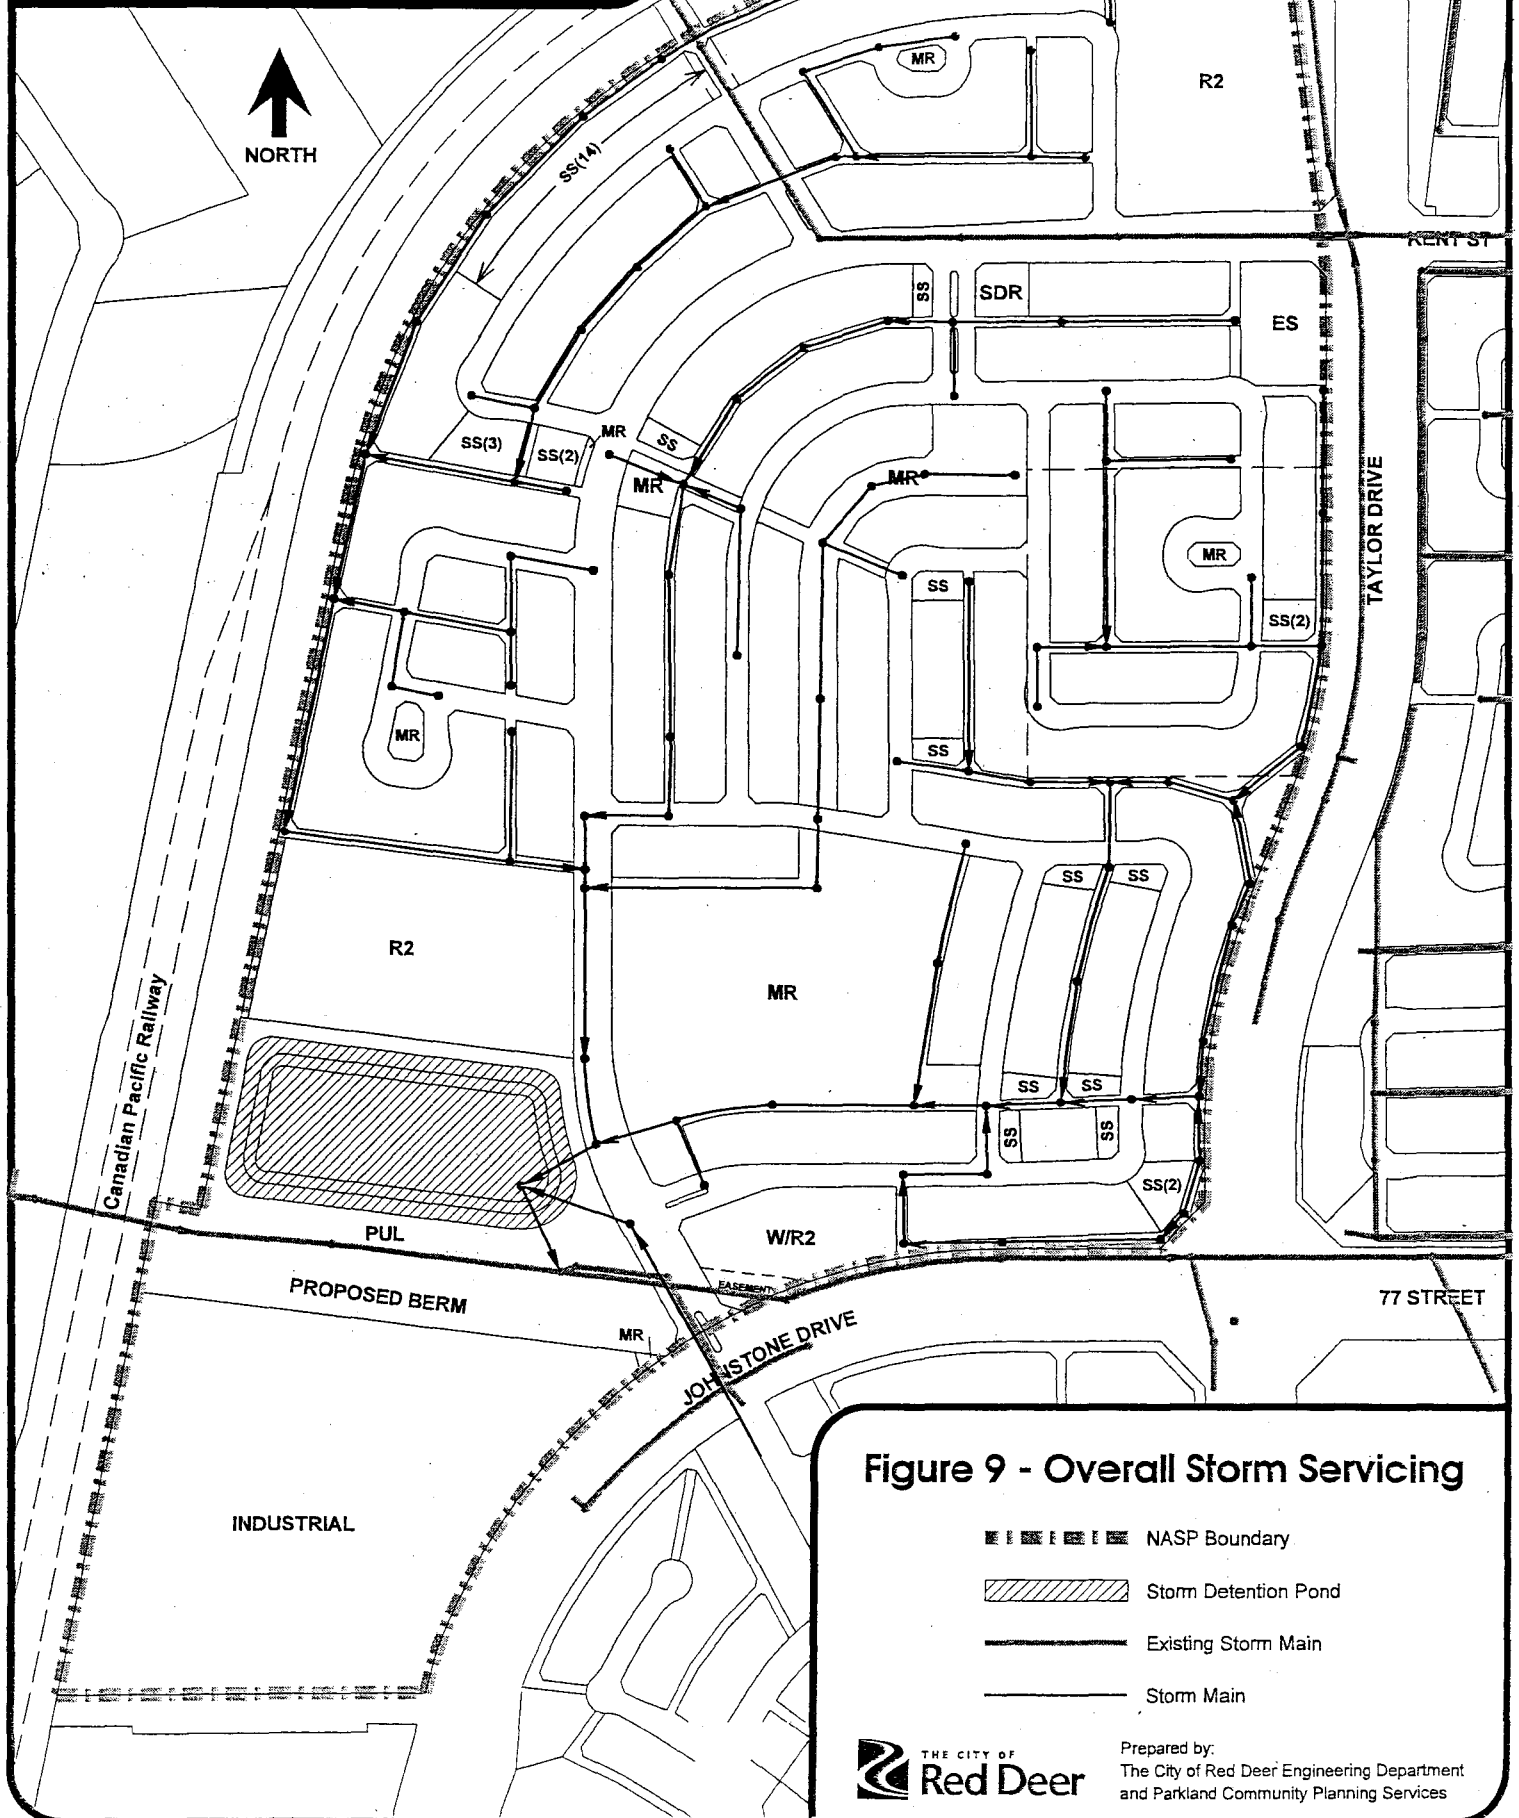 MR
R2
NORTH
SS(14)
KENT ST
SS
SDR
ES
SS(3)
SS(2)
MR
SS
MR
MR
TAYLOR DRIVE
MR
SS
SS(2)
MR
SS
SS
SS
R2
MR
Canadian Pacific Railway
SS
SS
SS
SS
SS(2)
PUL
W/R2
EASEMENT
PROPOSED BERM
77 STREET
MR
JOHNSTONE DRIVE
INDUSTRIAL
Figure 9 - Overall Storm Servicing
NASP Boundary
Storm Detention Pond
Existing Storm Main
Storm Main
THE CITY OF
Red Deer
Prepared by:
The City of Red Deer Engineering Department
and Parkland Community Planning Services